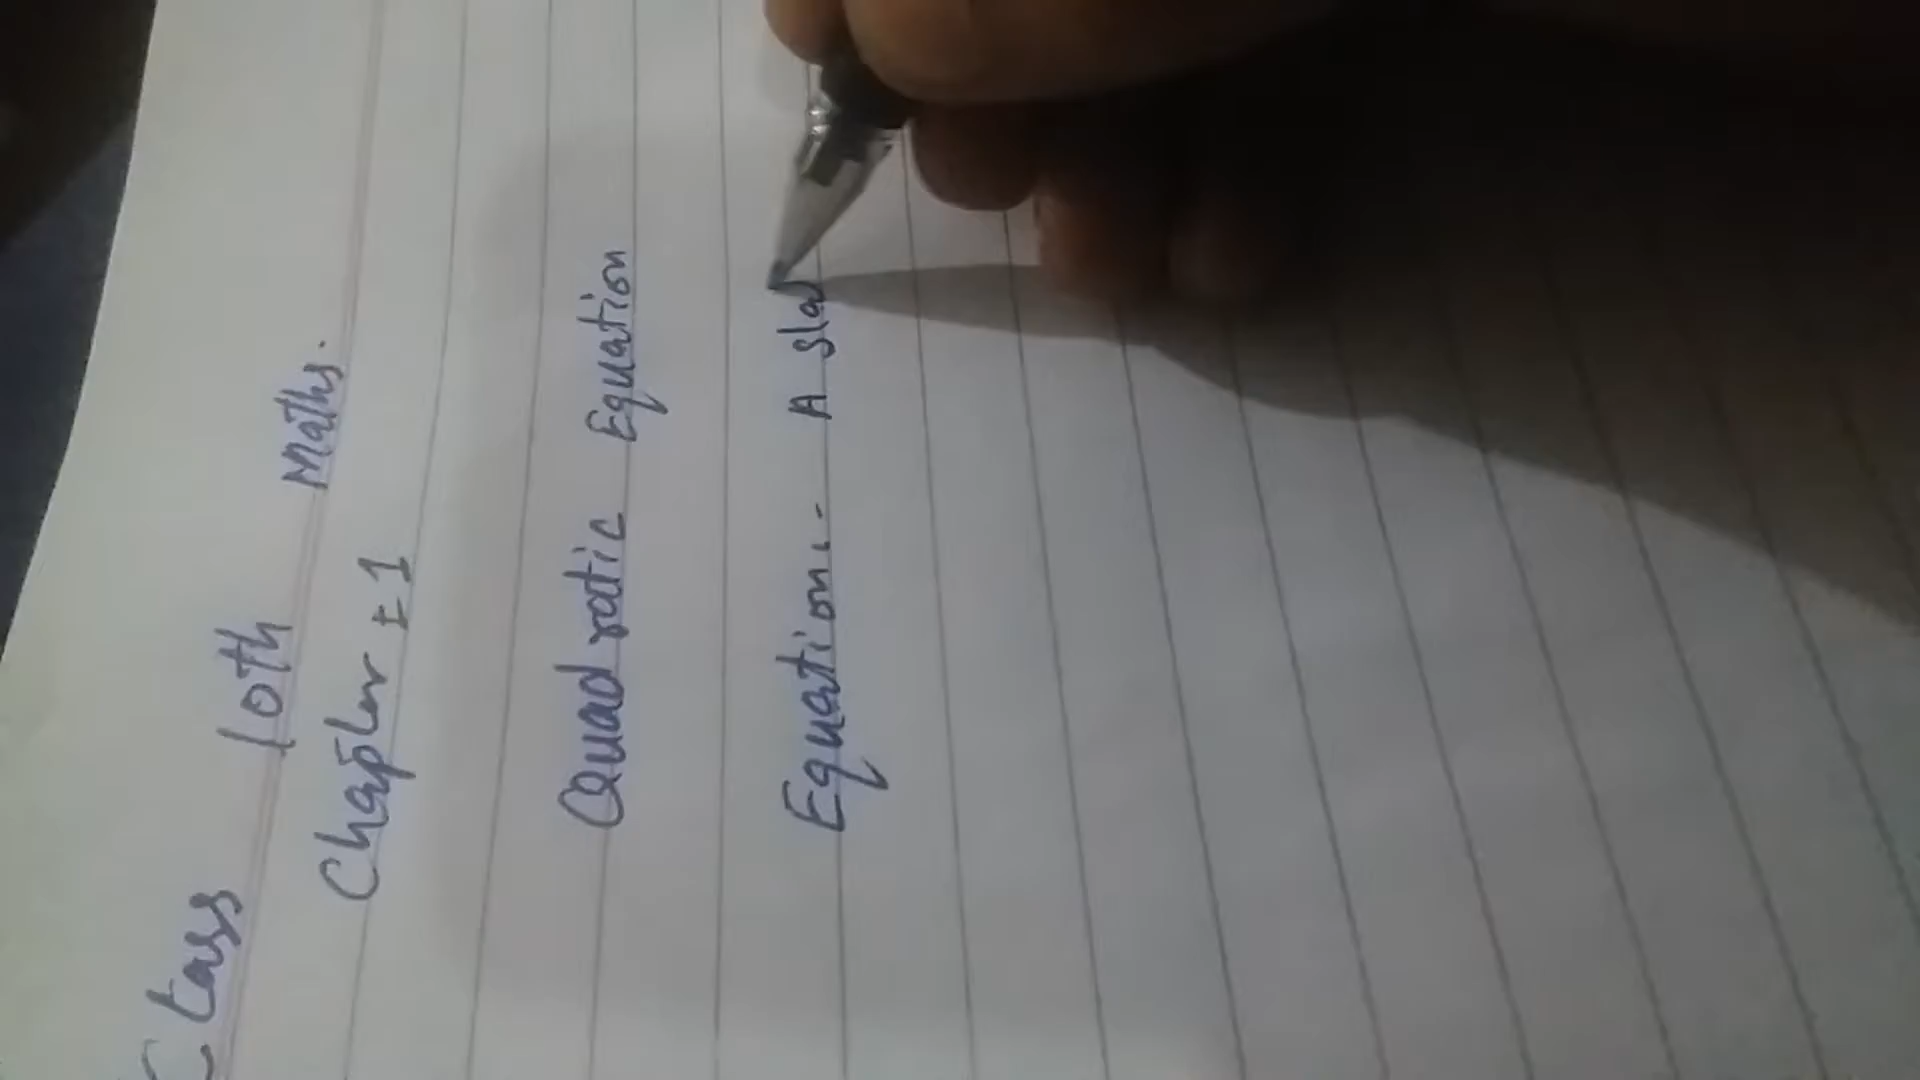 Class 10th Maths.
Chapter ± 1
Quadratic Equation
Equation:- A sta